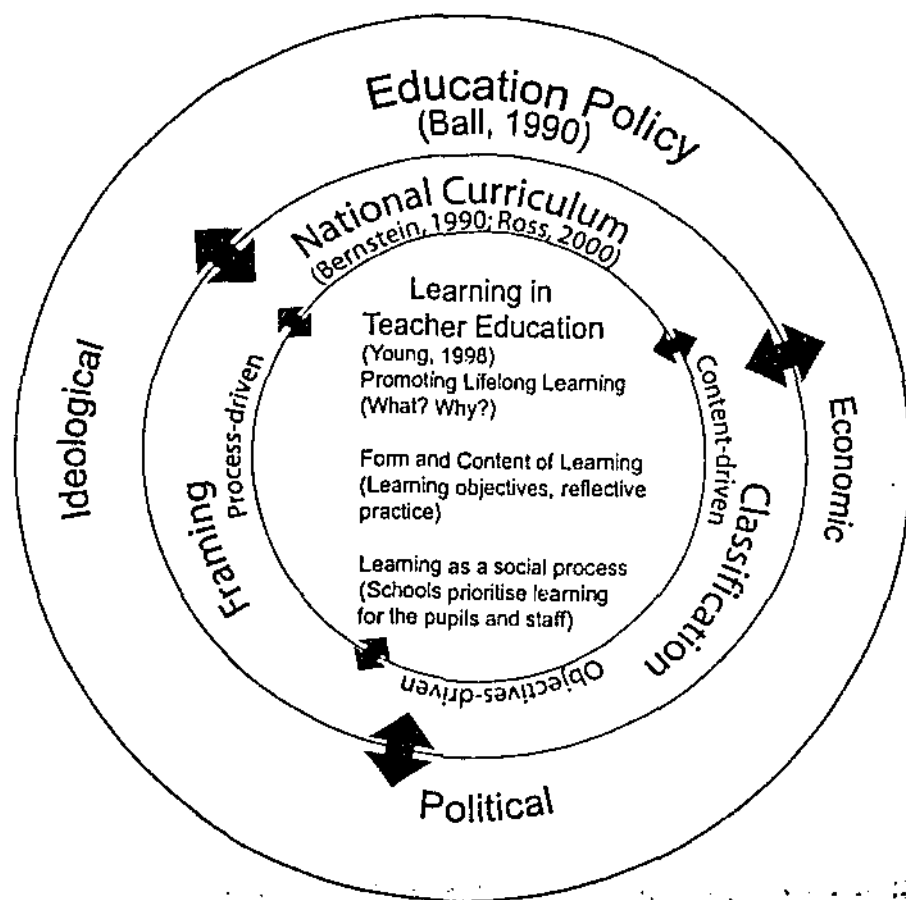 Education Policy
(Ball, 1990)
National Curriculum
(Bernstein, 1990; Ross, 2000)
Learning in
Teacher Education
(Young, 1998)
Promoting Lifelong Learning
(What? Why?)
Form and Content of Learning
(Learning objectives, reflective
practice)
Learning as a social process
(Schools prioritise learning
for the pupils and staff)
Process-driven
Content-driven
Objectives-driven
Framing
Classification
Ideological
Economic
Political